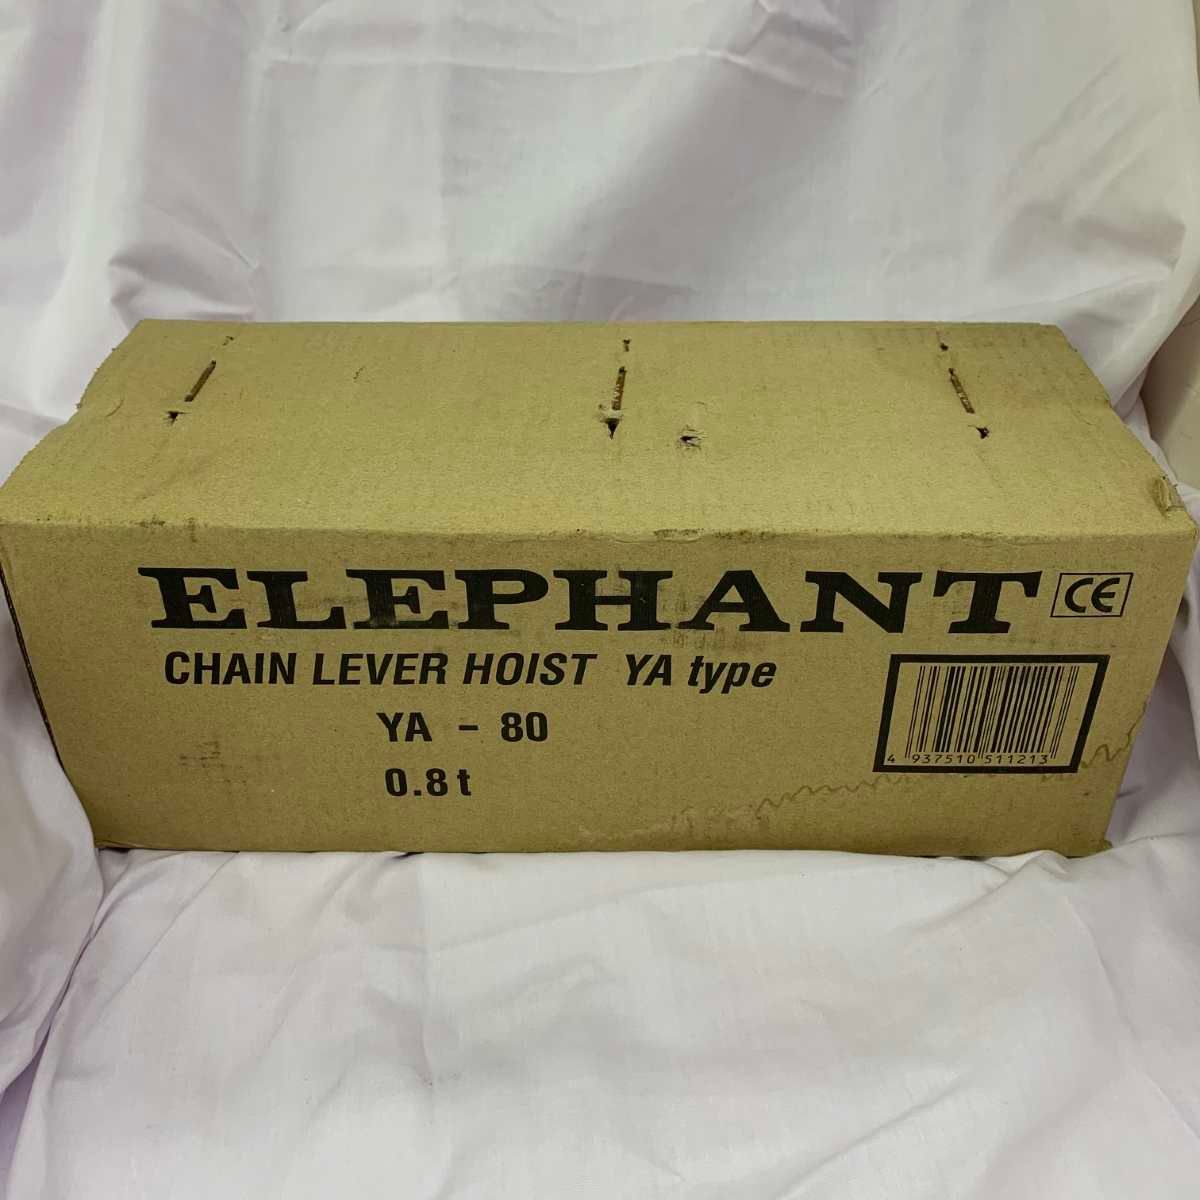 ELEPHANT CE
CHAIN LEVER HOIST YA type
YA - 80
0.8t
4 937510 511213